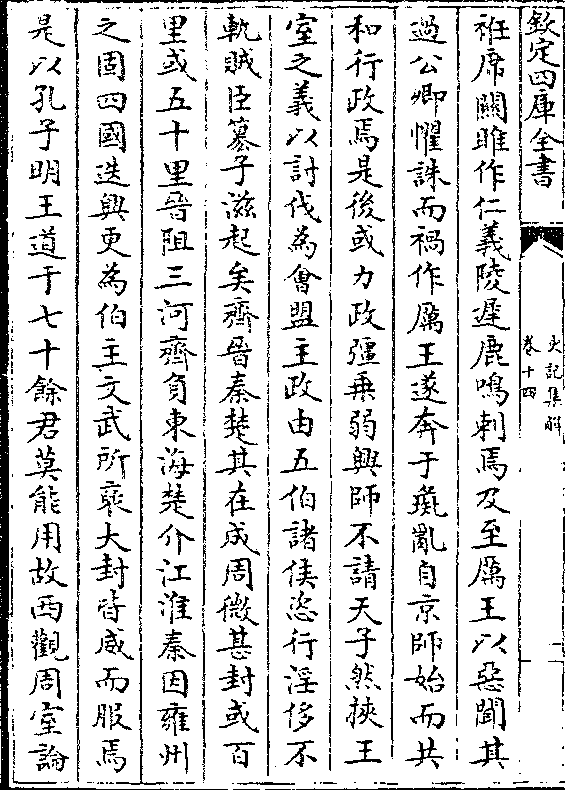 欽定四庫全書
史記集解
卷十四
袵席關雎作仁義陵遲鹿鳴刺焉及至厲王以惡聞其
過公卿懼誅而禍作厲王遂奔于彘亂自京師始而共
和行政焉是後或力政彊乗弱興師不請天子然挾王
室之義以討伐為㑹盟主政由五伯諸侯恣行淫侈不
軌賊臣簒子滋起矣齊晉秦楚其在成周微甚封或百
里或五十里晉阻三河齊負東海楚介江淮秦因雍州
之固四國迭興更為伯主文武所襃大封皆威而服焉
是以孔子明王道于七十餘君莫能用故西觀周室論